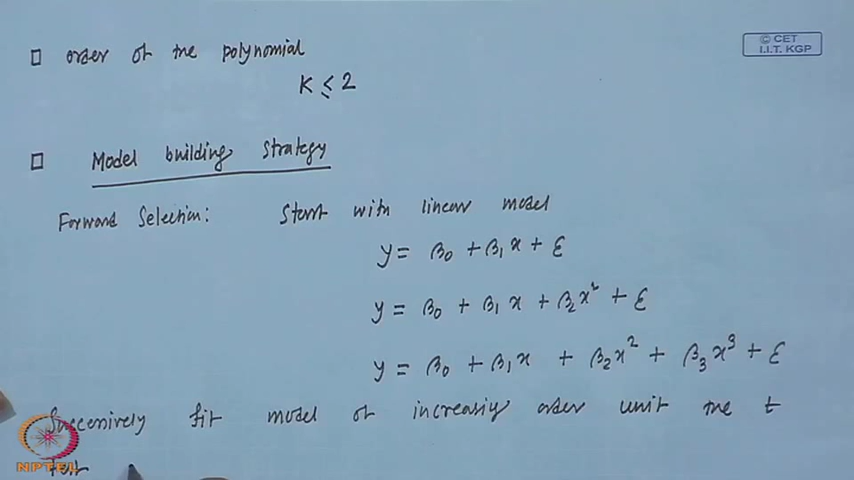 © CET
I.I.T. KGP
□ order of the polynomial
K ≤ 2
□ Model building strategy
Forward Selection: Start with linear model
y = β₀ + β₁x + ε
y = β₀ + β₁x + β₂x² + ε
y = β₀ + β₁x + β₂x² + β₃x³ + ε
Successively fit model of increasing order unit the t
test
NPTEL